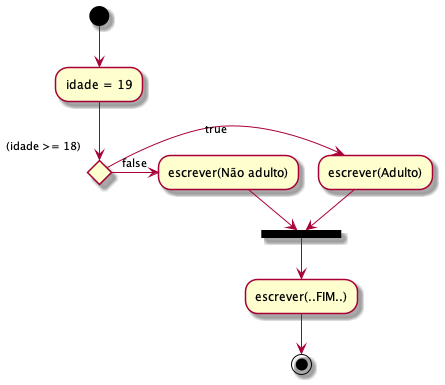 idade = 19
(idade >= 18)
true
false
escrever(Não adulto)
escrever(Adulto)
escrever(..FIM..)